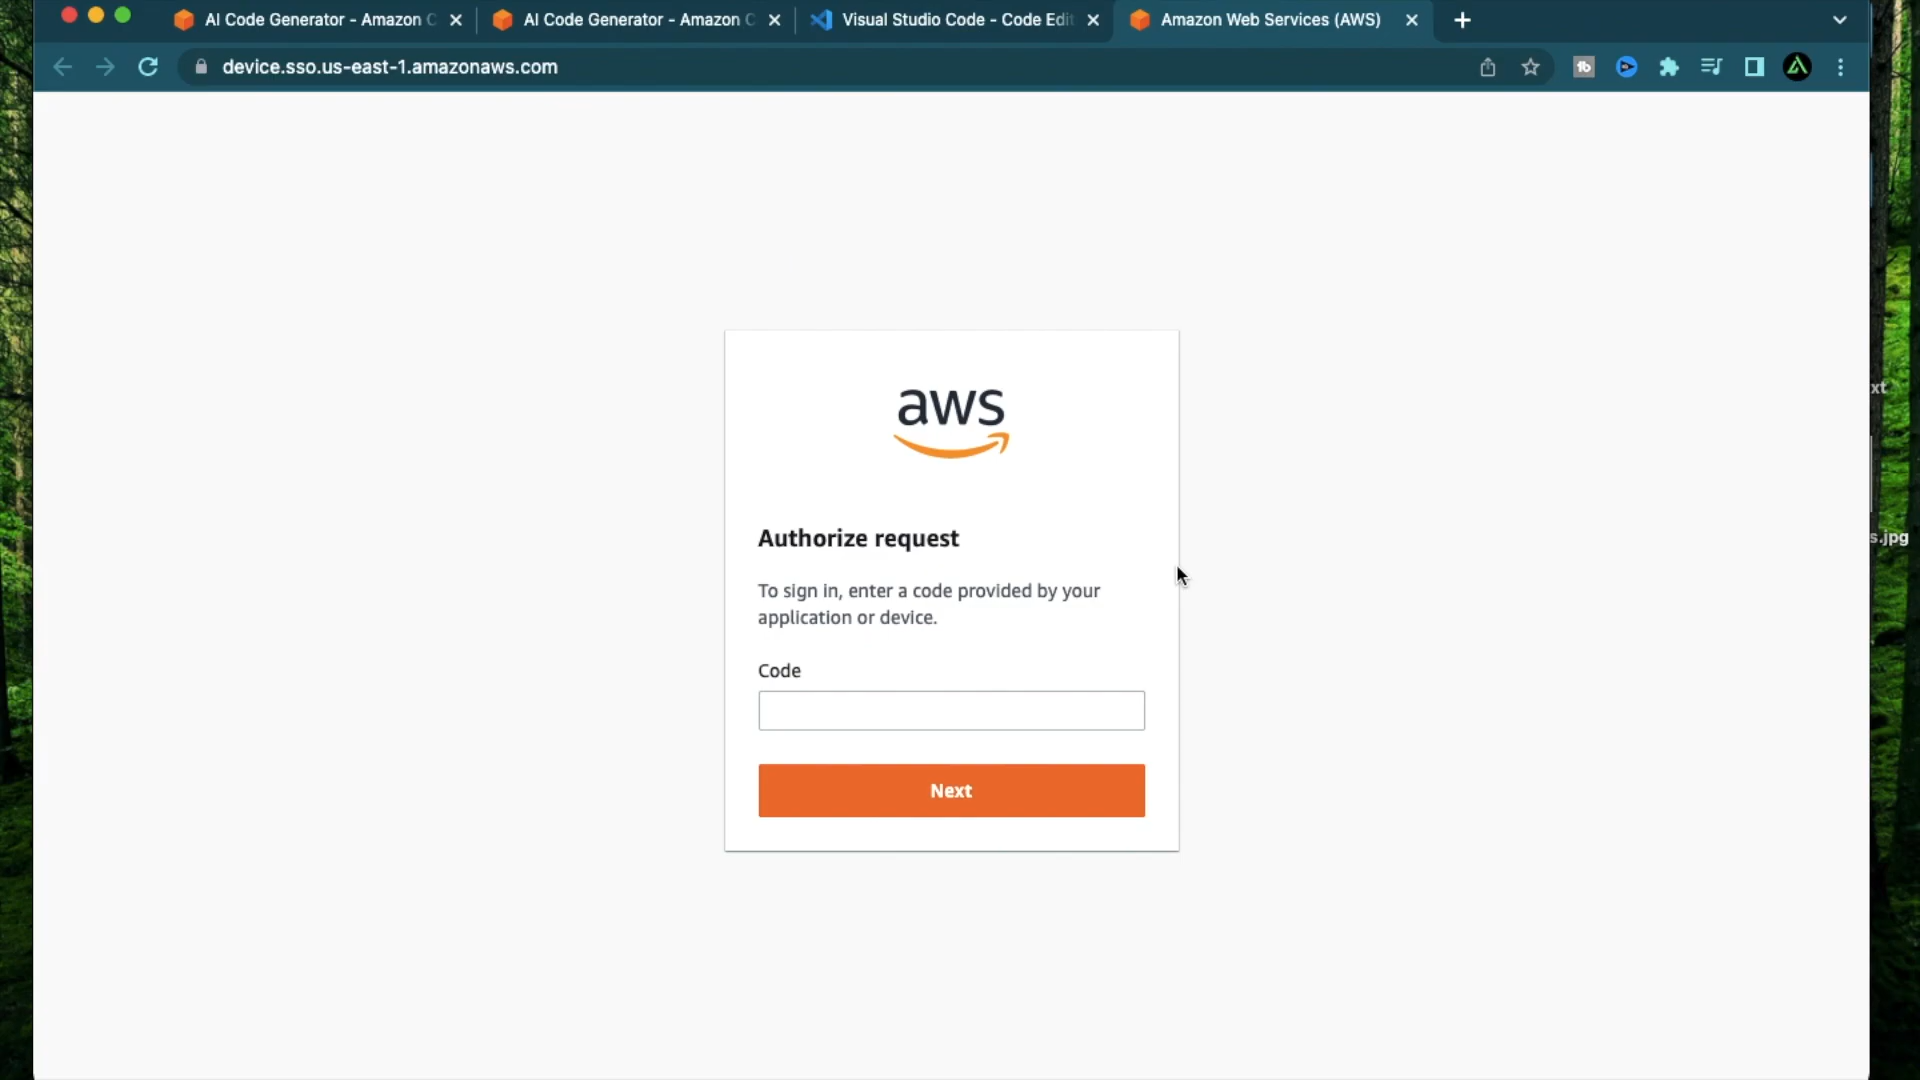 AI Code Generator - Amazon C
AI Code Generator - Amazon C
Visual Studio Code - Code Edit
Amazon Web Services (AWS)
device.sso.us-east-1.amazonaws.com
xt
s.jpg
aws
Authorize request
To sign in, enter a code provided by your
application or device.
Code
Next